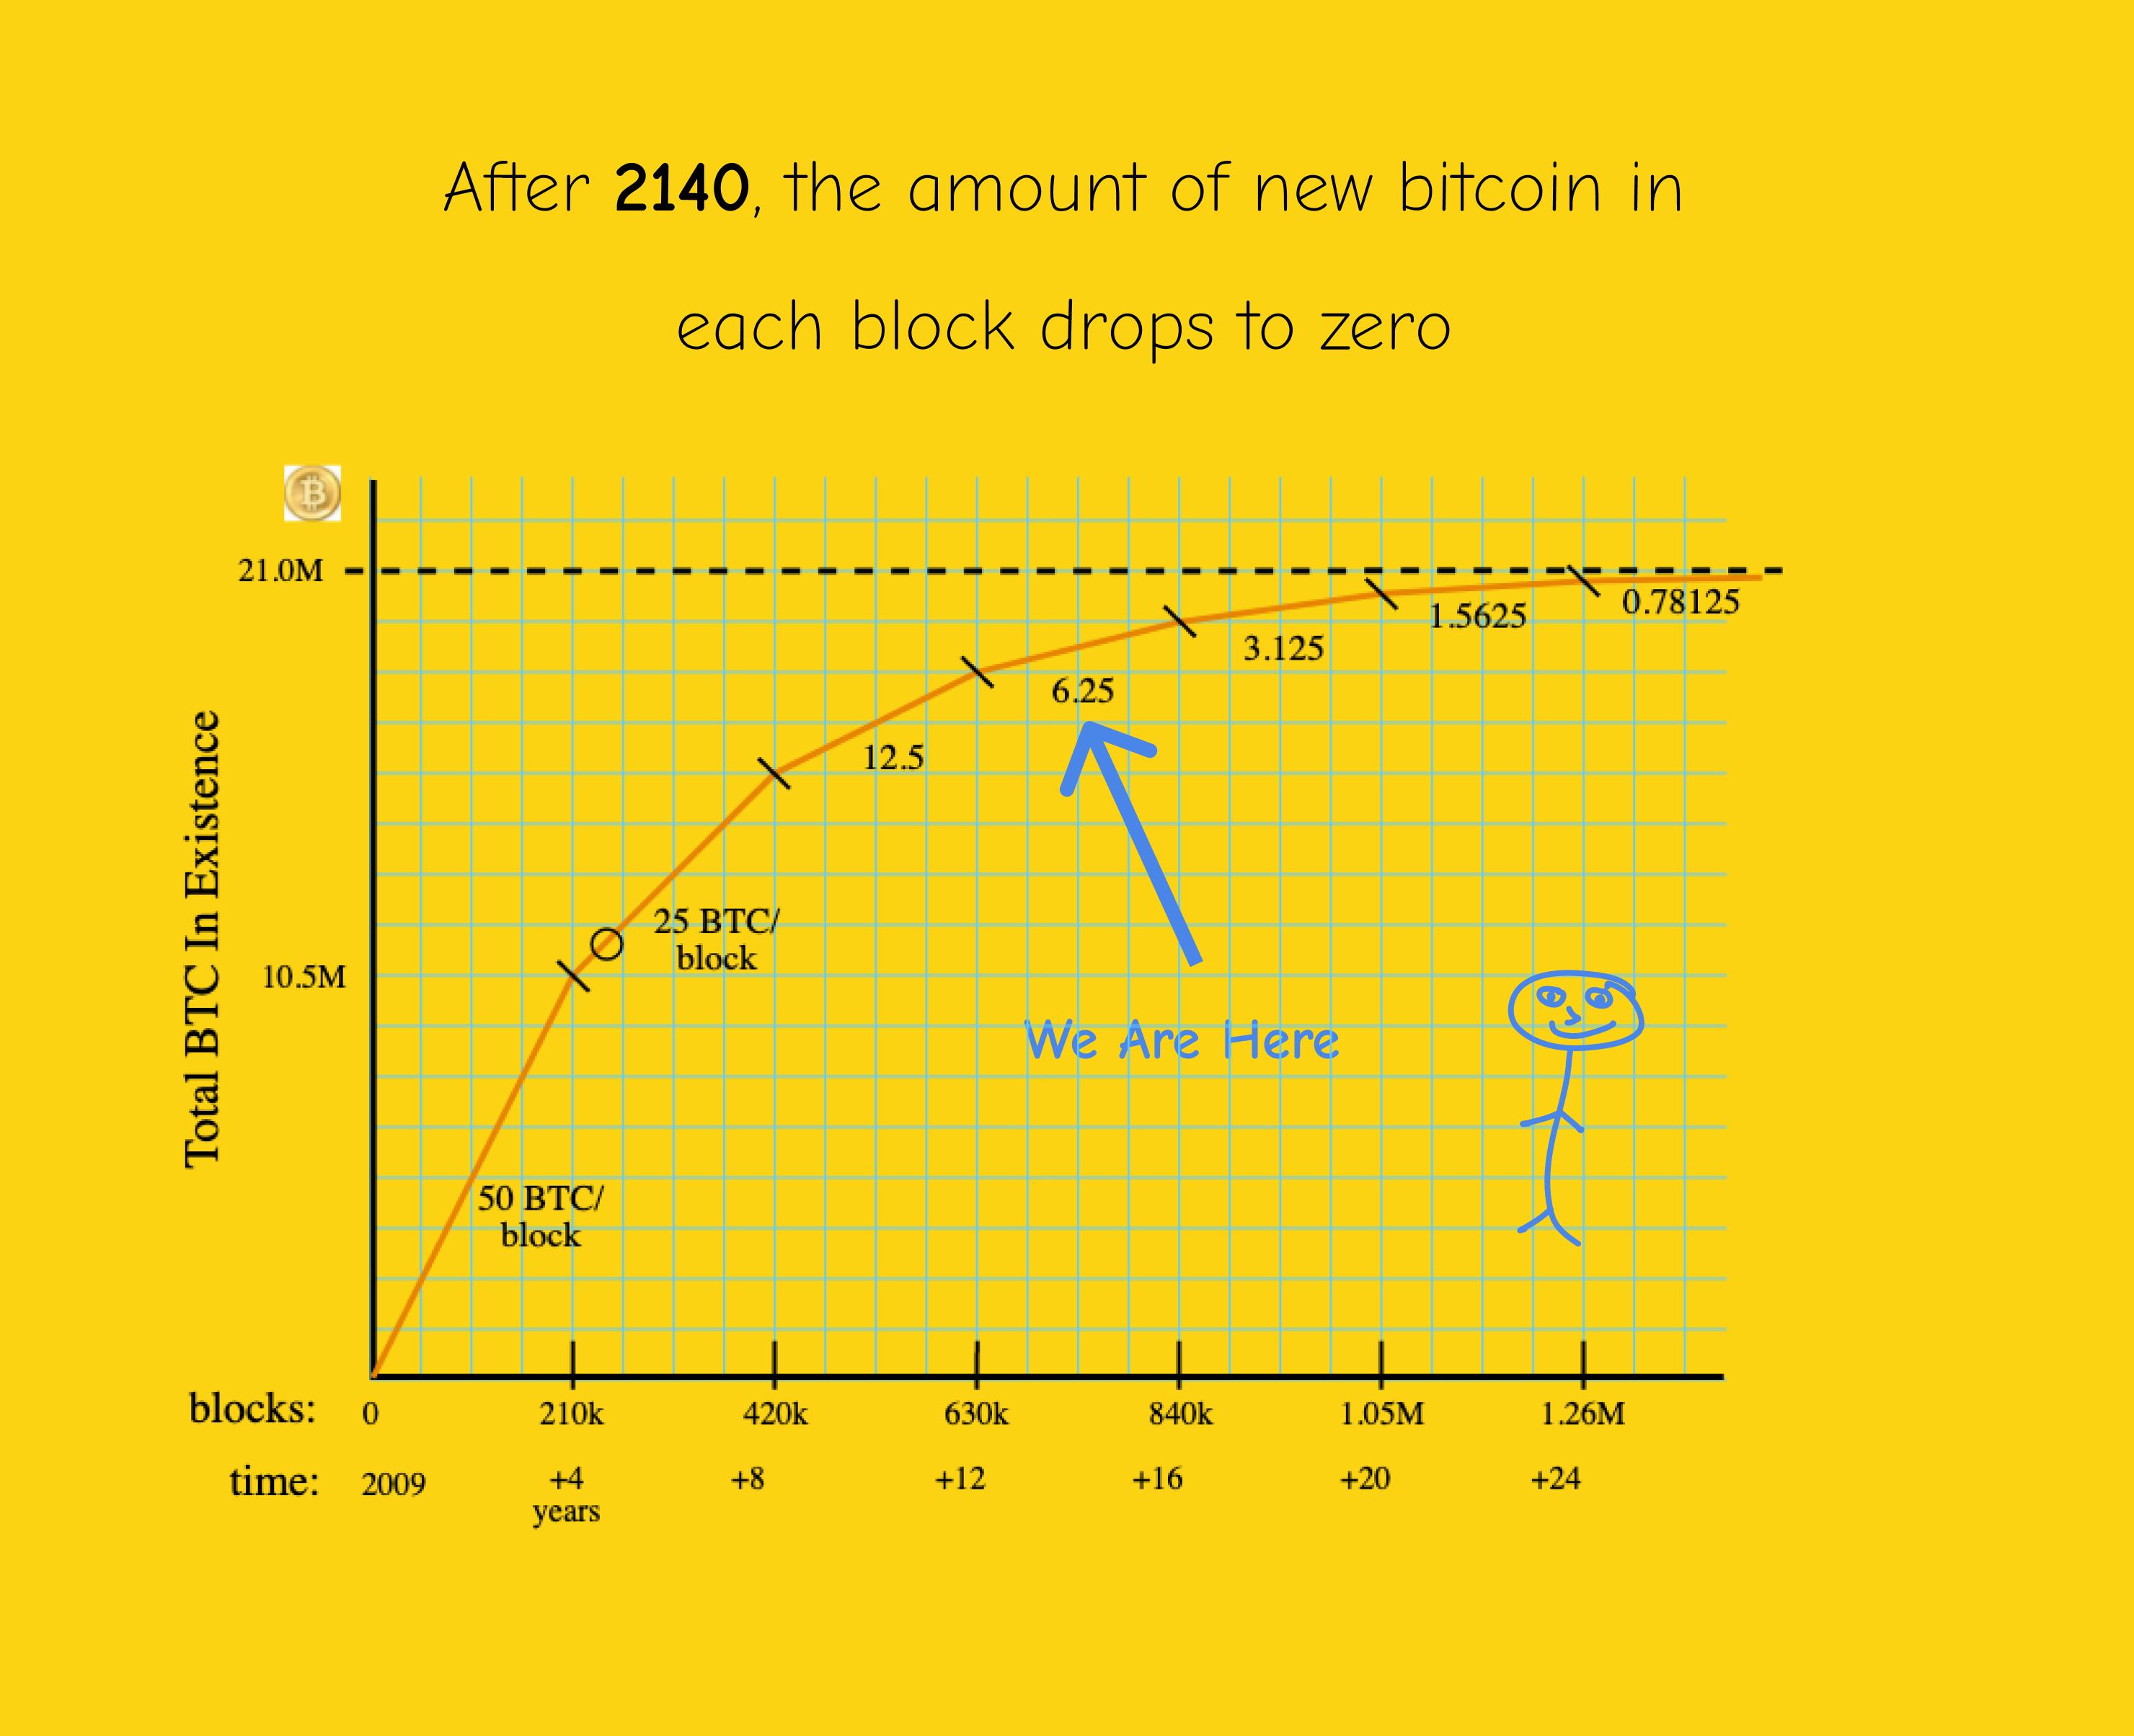 After 2140, the amount of new bitcoin in
each block drops to zero
B
21.0M
0.78125
1.5625
3.125
6.25
12.5
Total BTC In Existence
25 BTC/
block
10.5M
We Are Here
50 BTC/
block
blocks: 0 210k 420k 630k 840k 1.05M 1.26M
time: 2009 +4 +8 +12 +16 +20 +24
years